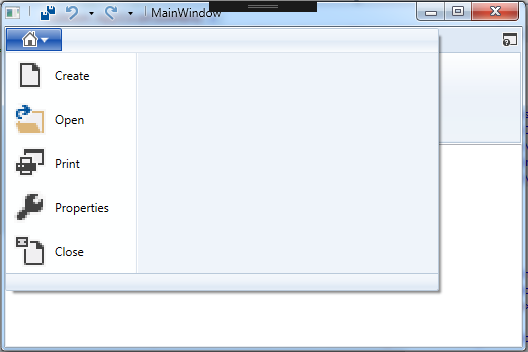 MainWindow
Create
Open
Print
Properties
Close